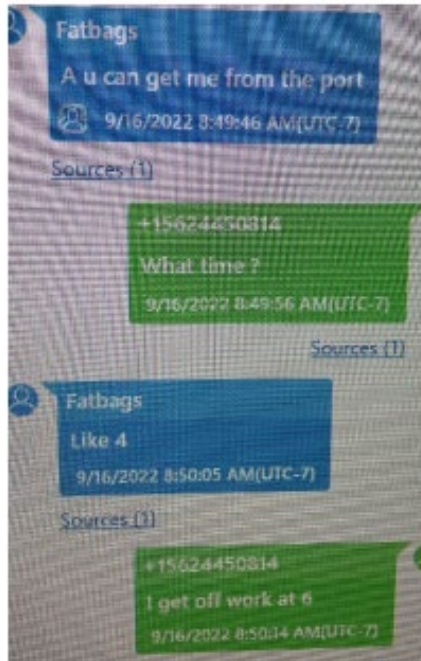 Fatbags
A u can get me from the port
9/16/2022 8:49:46 AM(UTC-7)
Sources (1)
+15624450814
What time ?
9/16/2022 8:49:56 AM(UTC-7)
Sources (1)
Fatbags
Like 4
9/16/2022 8:50:05 AM(UTC-7)
Sources (1)
+15624450814
I get off work at 6
9/16/2022 8:50:14 AM(UTC-7)